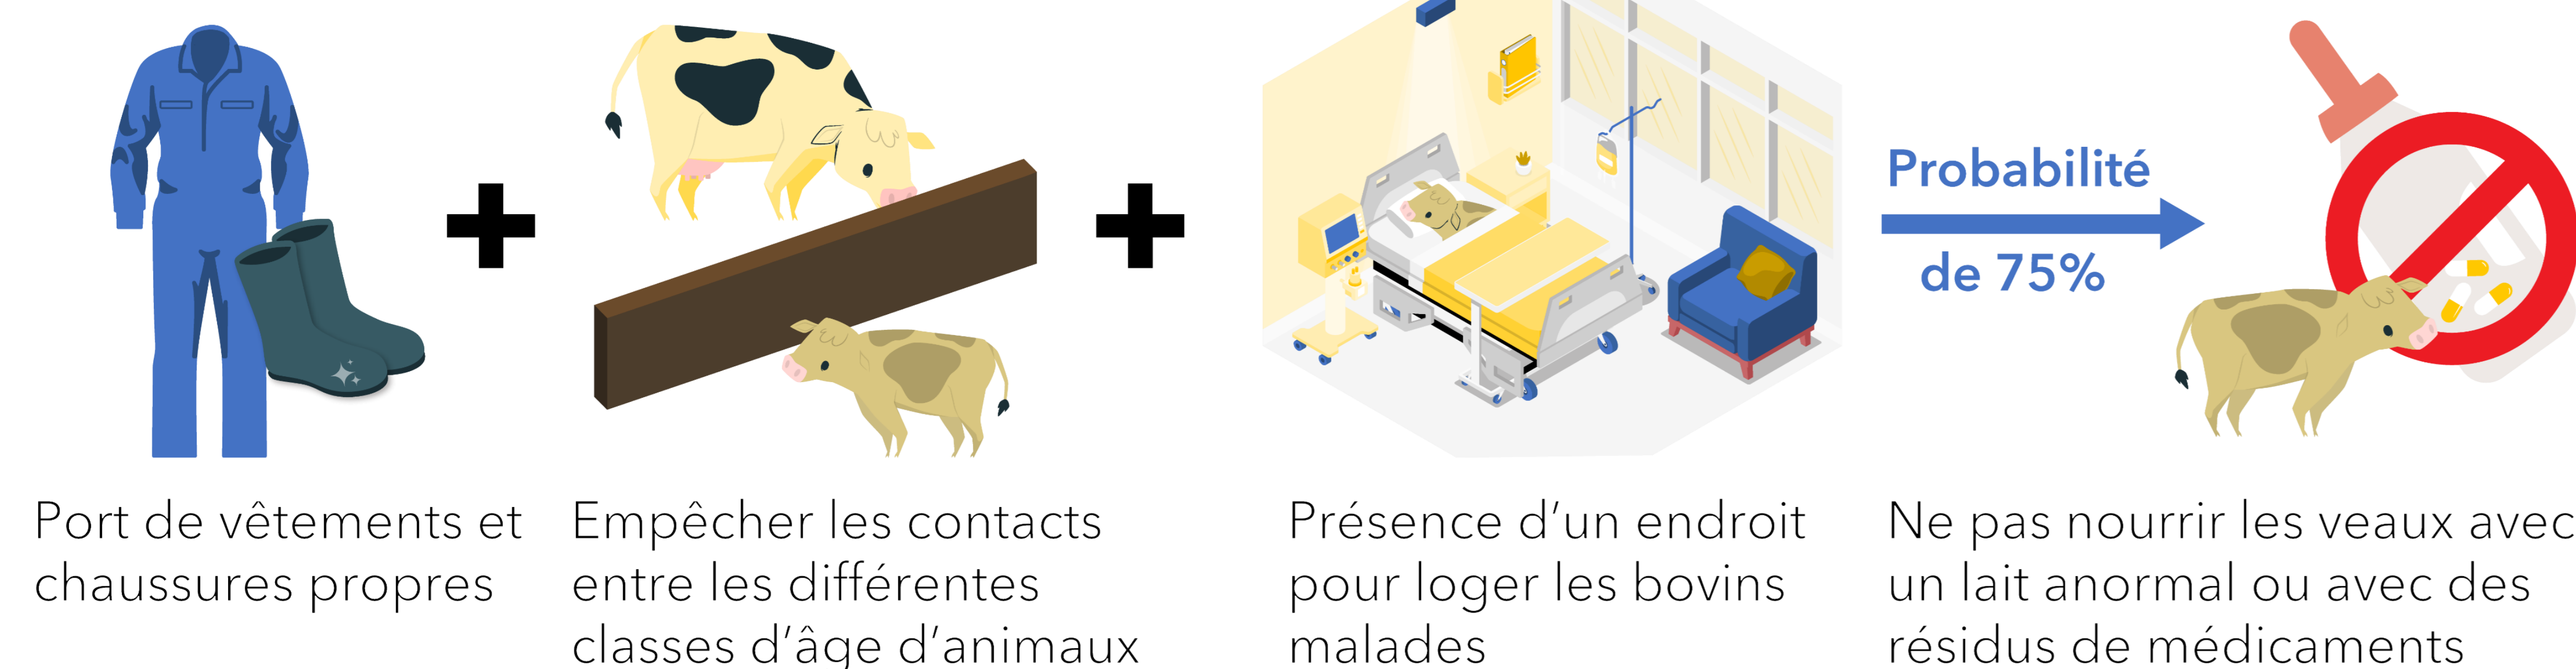 Probabilité
de 75%
Port de vêtements et
chaussures propres
Empêcher les contacts
entre les différentes
classes d’âge d’animaux
Présence d’un endroit
pour loger les bovins
malades
Ne pas nourrir les veaux avec
un lait anormal ou avec des
résidus de médicaments